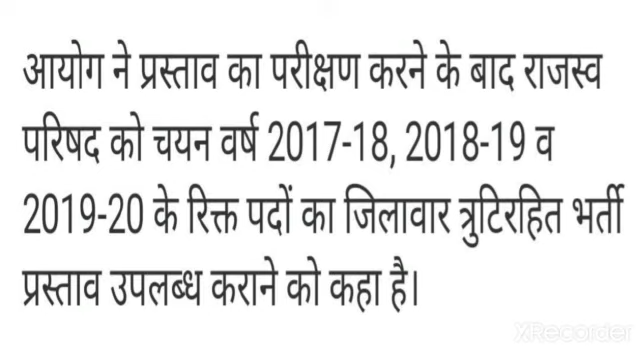 आयोग ने प्रस्ताव का परीक्षण करने के बाद राजस्व
परिषद को चयन वर्ष 2017-18, 2018-19 व
2019-20 के रिक्त पदों का जिलावार त्रुटिरहित भर्ती
प्रस्ताव उपलब्ध कराने को कहा है।
XRecorder